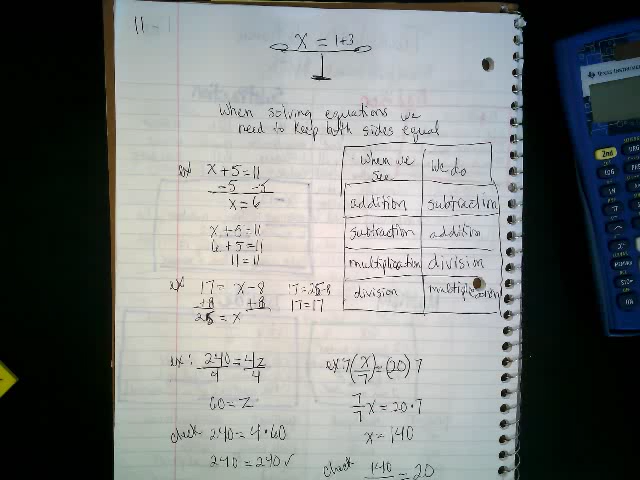 11 - 1
x = 1+3
When solving equations we
need to keep both sides equal
ex x + 5 = 11
-5 -5
x = 6
x + 5 = 11
6 + 5 = 11
11 = 11
when we see
we do
addition subtraction
subtraction addition
multiplication division
division multiplication
ex 17 = x - 8 17 = 25 - 8
+8 +8 17 = 17
25 = x
ex: 240/4 = 4z/4
60 = z
check 240 = 4 • 60
240 = 240 ✓
ex 7(x/7) = (20) 7
7/7 x = 20 • 7
x = 140
check 140 = 20
Texas Instruments
2nd
LOG